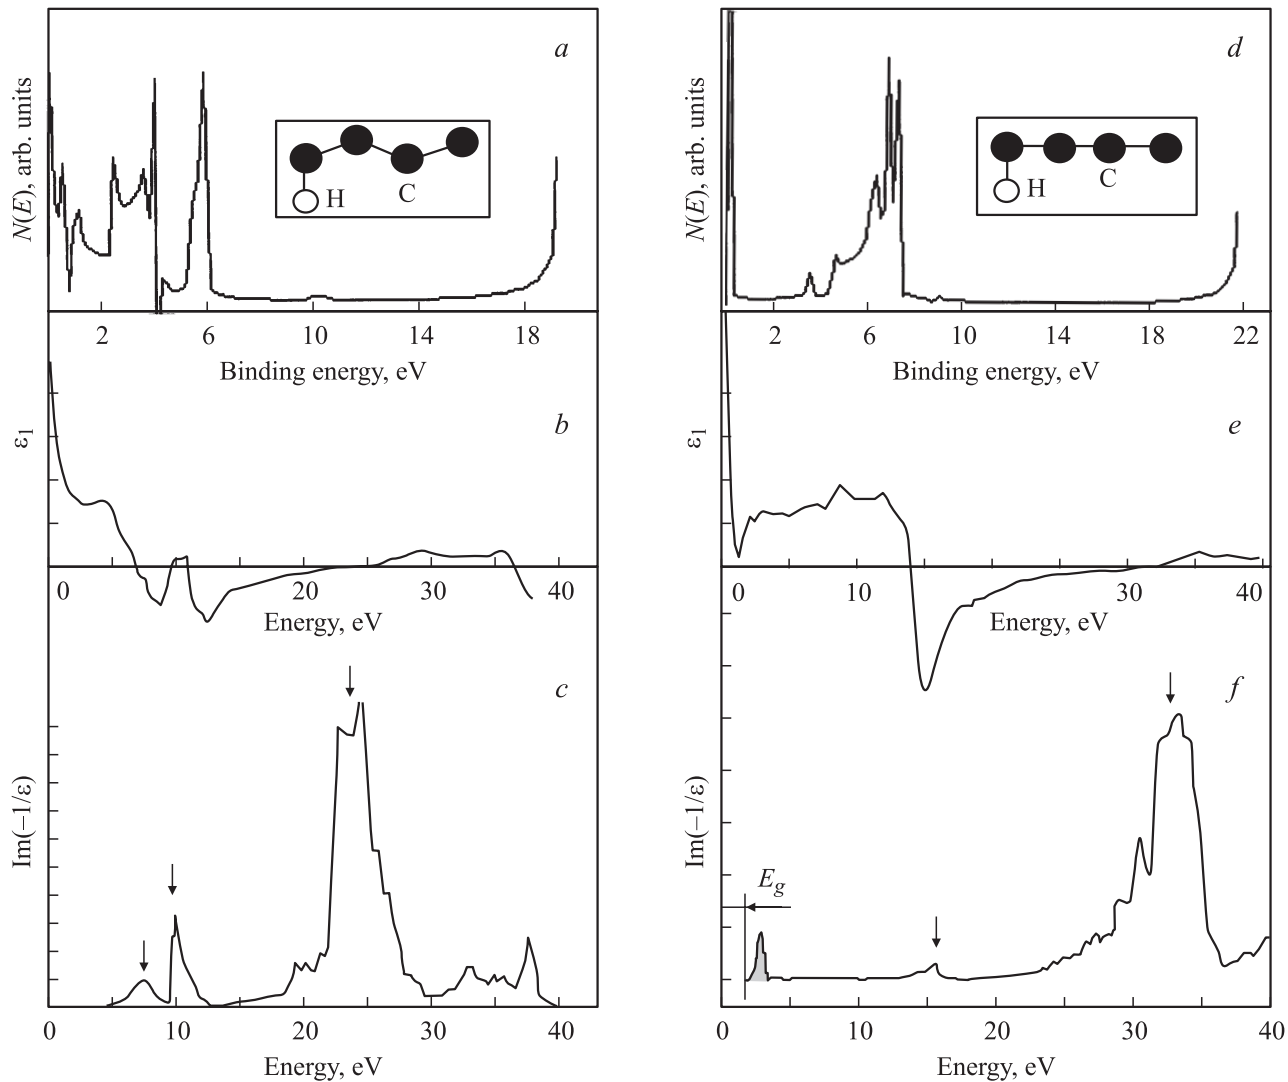 a
N(E), arb. units
H
C
2 6 10 14 18
Binding energy, eV
b
ε1
0 20 30 40
Energy, eV
c
Im(–1/ε)
0 10 20 30 40
Energy, eV
d
N(E), arb. units
H
C
2 6 10 14 18 22
Binding energy, eV
e
ε1
0 10 30 40
Energy, eV
f
Im(–1/ε)
Eg
0 10 20 30 40
Energy, eV